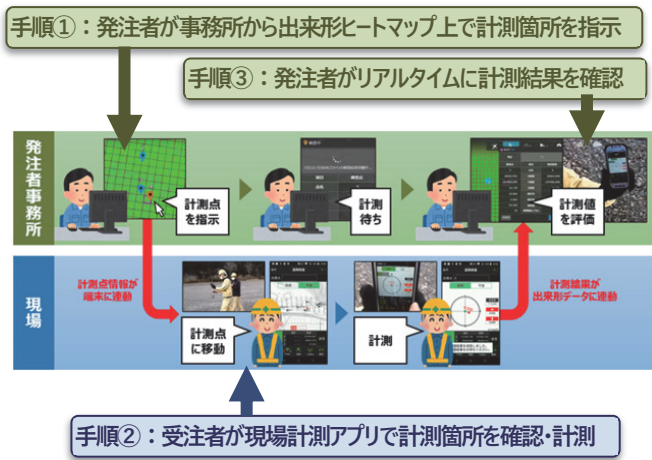 手順①：発注者が事務所から出来形ヒートマップ上で計測箇所を指示
手順③：発注者がリアルタイムに計測結果を確認
発注者事務所
計測点
を指示
計測
待ち
計測値
を評価
計測点情報が
端末に連動
計測結果が
出来形データに連動
現場
計測点
に移動
計測
手順②：受注者が現場計測アプリで計測箇所を確認・計測